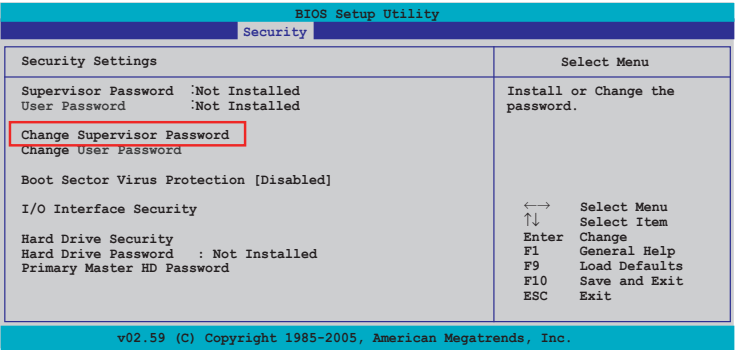 BIOS Setup Utility
Security
Security Settings
Supervisor Password :Not Installed
User Password :Not Installed
Change Supervisor Password
Change User Password
Boot Sector Virus Protection [Disabled]
I/O Interface Security
Hard Drive Security
Hard Drive Password : Not Installed
Primary Master HD Password
Select Menu
Install or Change the
password.
←→ Select Menu
↑↓ Select Item
Enter Change
F1 General Help
F9 Load Defaults
F10 Save and Exit
ESC Exit
v02.59 (C) Copyright 1985-2005, American Megatrends, Inc.